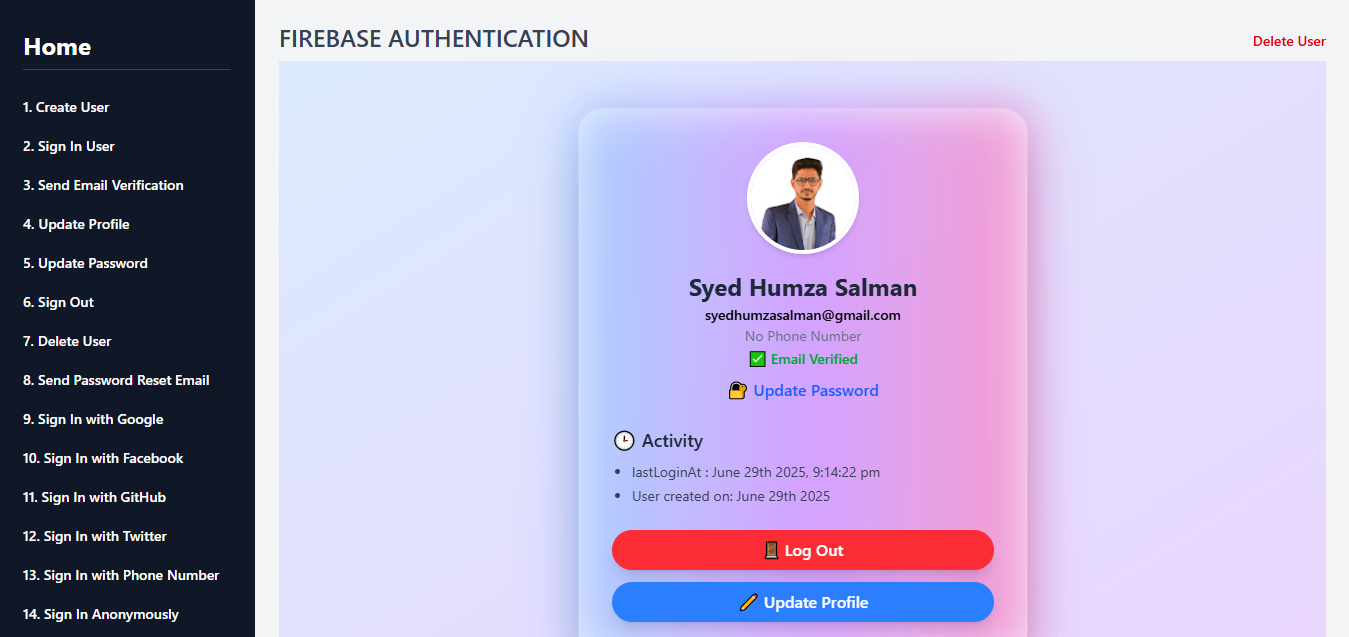 Home
1. Create User
2. Sign In User
3. Send Email Verification
4. Update Profile
5. Update Password
6. Sign Out
7. Delete User
8. Send Password Reset Email
9. Sign In with Google
10. Sign In with Facebook
11. Sign In with GitHub
12. Sign In with Twitter
13. Sign In with Phone Number
14. Sign In Anonymously
FIREBASE AUTHENTICATION
Delete User
Syed Humza Salman
syedhumzasalman@gmail.com
No Phone Number
✅ Email Verified
🔐 Update Password
🕒 Activity
• lastLoginAt : June 29th 2025, 9:14:22 pm
• User created on: June 29th 2025
🚪 Log Out
✏️ Update Profile